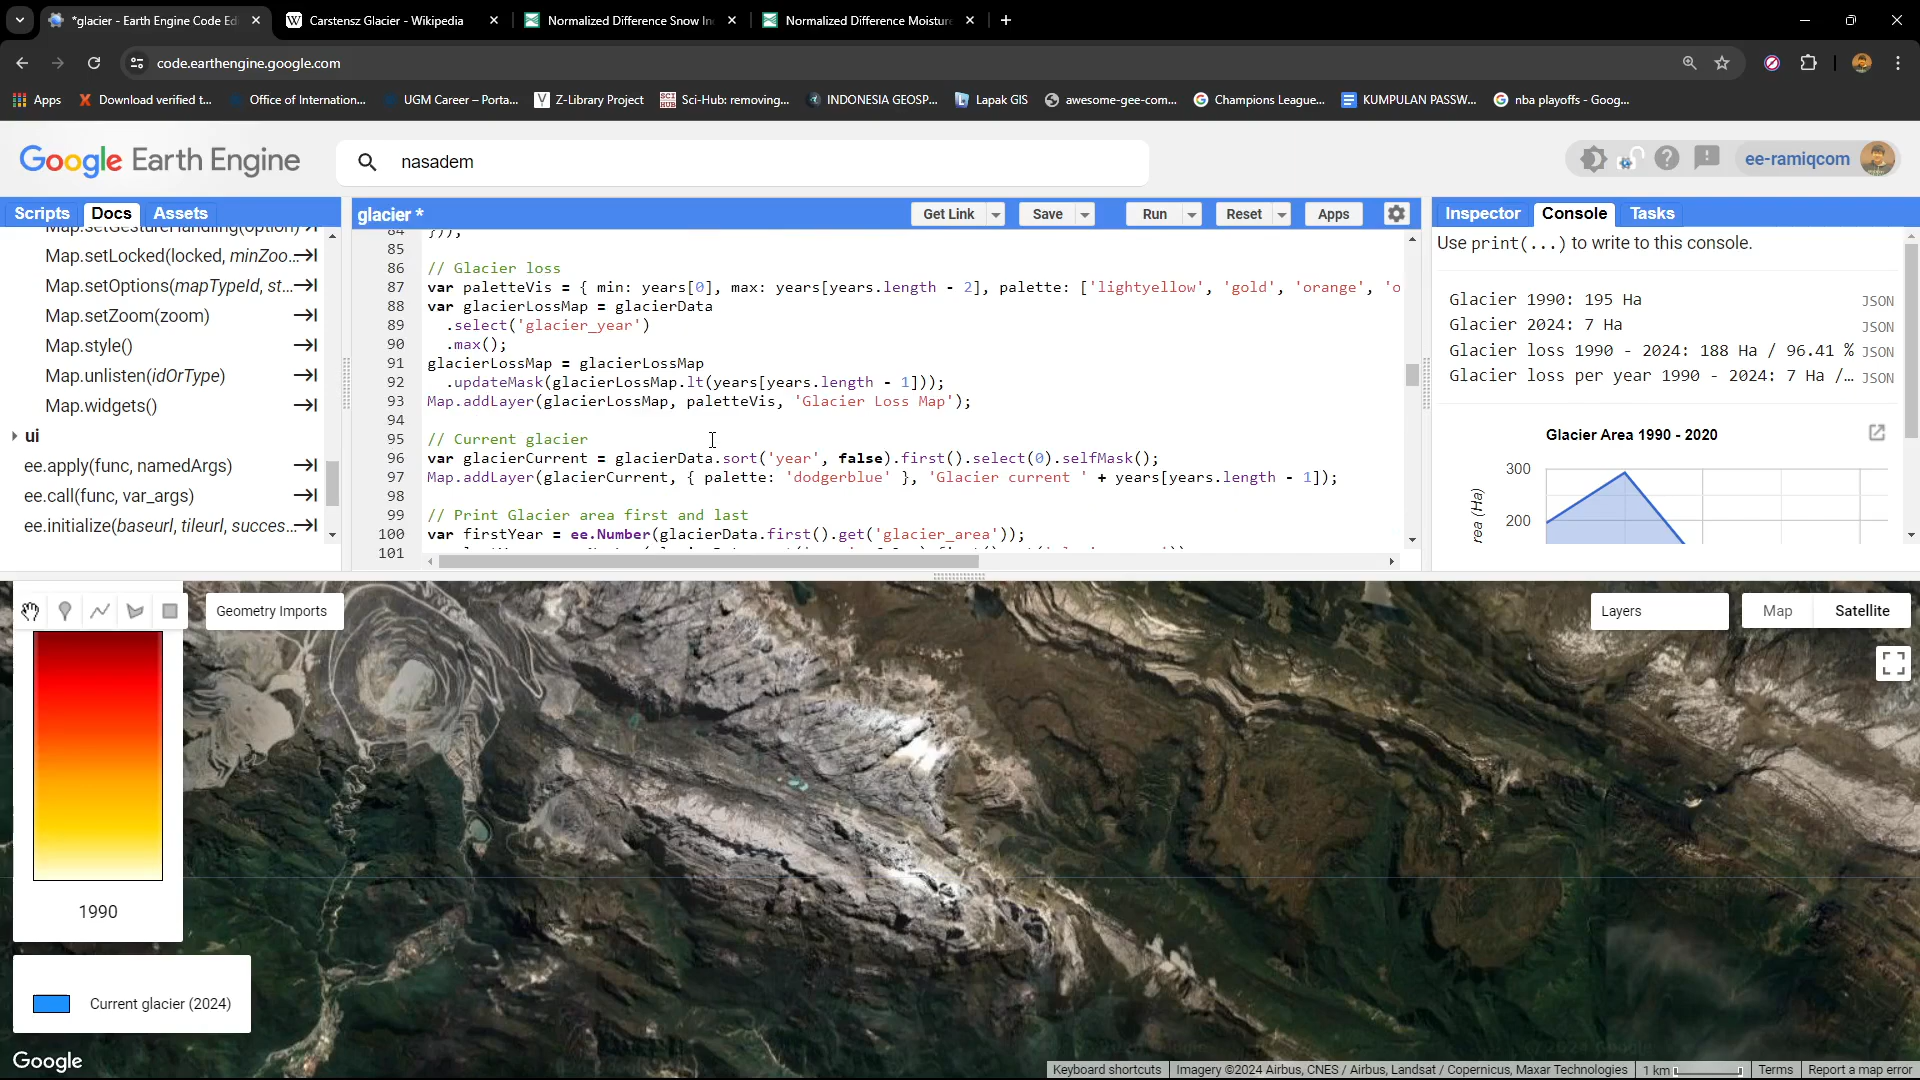 *glacier - Earth Engine Code Ed
Carstensz Glacier - Wikipedia
Normalized Difference Snow In
Normalized Difference Moisture
code.earthengine.google.com
Apps
Download verified t...
Office of Internation...
UGM Career – Porta...
Z-Library Project
Sci-Hub: removing...
INDONESIA GEOSP...
Lapak GIS
awesome-gee-com...
Champions League...
KUMPULAN PASSW...
nba playoffs - Goog...
Google Earth Engine
nasadem
ee-ramiqcom
Scripts
Docs
Assets
Map.setGestureHandling(option)
Map.setLocked(locked, minZoo...
Map.setOptions(mapTypeId, st...
Map.setZoom(zoom)
Map.style()
Map.unlisten(idOrType)
Map.widgets()
ui
ee.apply(func, namedArgs)
ee.call(func, var_args)
ee.initialize(baseurl, tileurl, succes...
glacier *
Get Link
Save
Run
Reset
Apps
84 }));
85
86 // Glacier loss
87 var paletteVis = { min: years[0], max: years[years.length - 2], palette: ['lightyellow', 'gold', 'orange', 'o
88 var glacierLossMap = glacierData
89 .select('glacier_year')
90 .max();
91 glacierLossMap = glacierLossMap
92 .updateMask(glacierLossMap.lt(years[years.length - 1]));
93 Map.addLayer(glacierLossMap, paletteVis, 'Glacier Loss Map');
94
95 // Current glacier
96 var glacierCurrent = glacierData.sort('year', false).first().select(0).selfMask();
97 Map.addLayer(glacierCurrent, { palette: 'dodgerblue' }, 'Glacier current ' + years[years.length - 1]);
98
99 // Print Glacier area first and last
100 var firstYear = ee.Number(glacierData.first().get('glacier_area'));
101
Inspector
Console
Tasks
Use print(...) to write to this console.
Glacier 1990: 195 Ha
JSON
Glacier 2024: 7 Ha
JSON
Glacier loss 1990 - 2024: 188 Ha / 96.41 %
JSON
Glacier loss per year 1990 - 2024: 7 Ha /...
JSON
Glacier Area 1990 - 2020
300
200
rea (Ha)
Geometry Imports
Layers
Map
Satellite
1990
Current glacier (2024)
Google
Keyboard shortcuts
Imagery ©2024 Airbus, CNES / Airbus, Landsat / Copernicus, Maxar Technologies
1 km
Terms
Report a map error